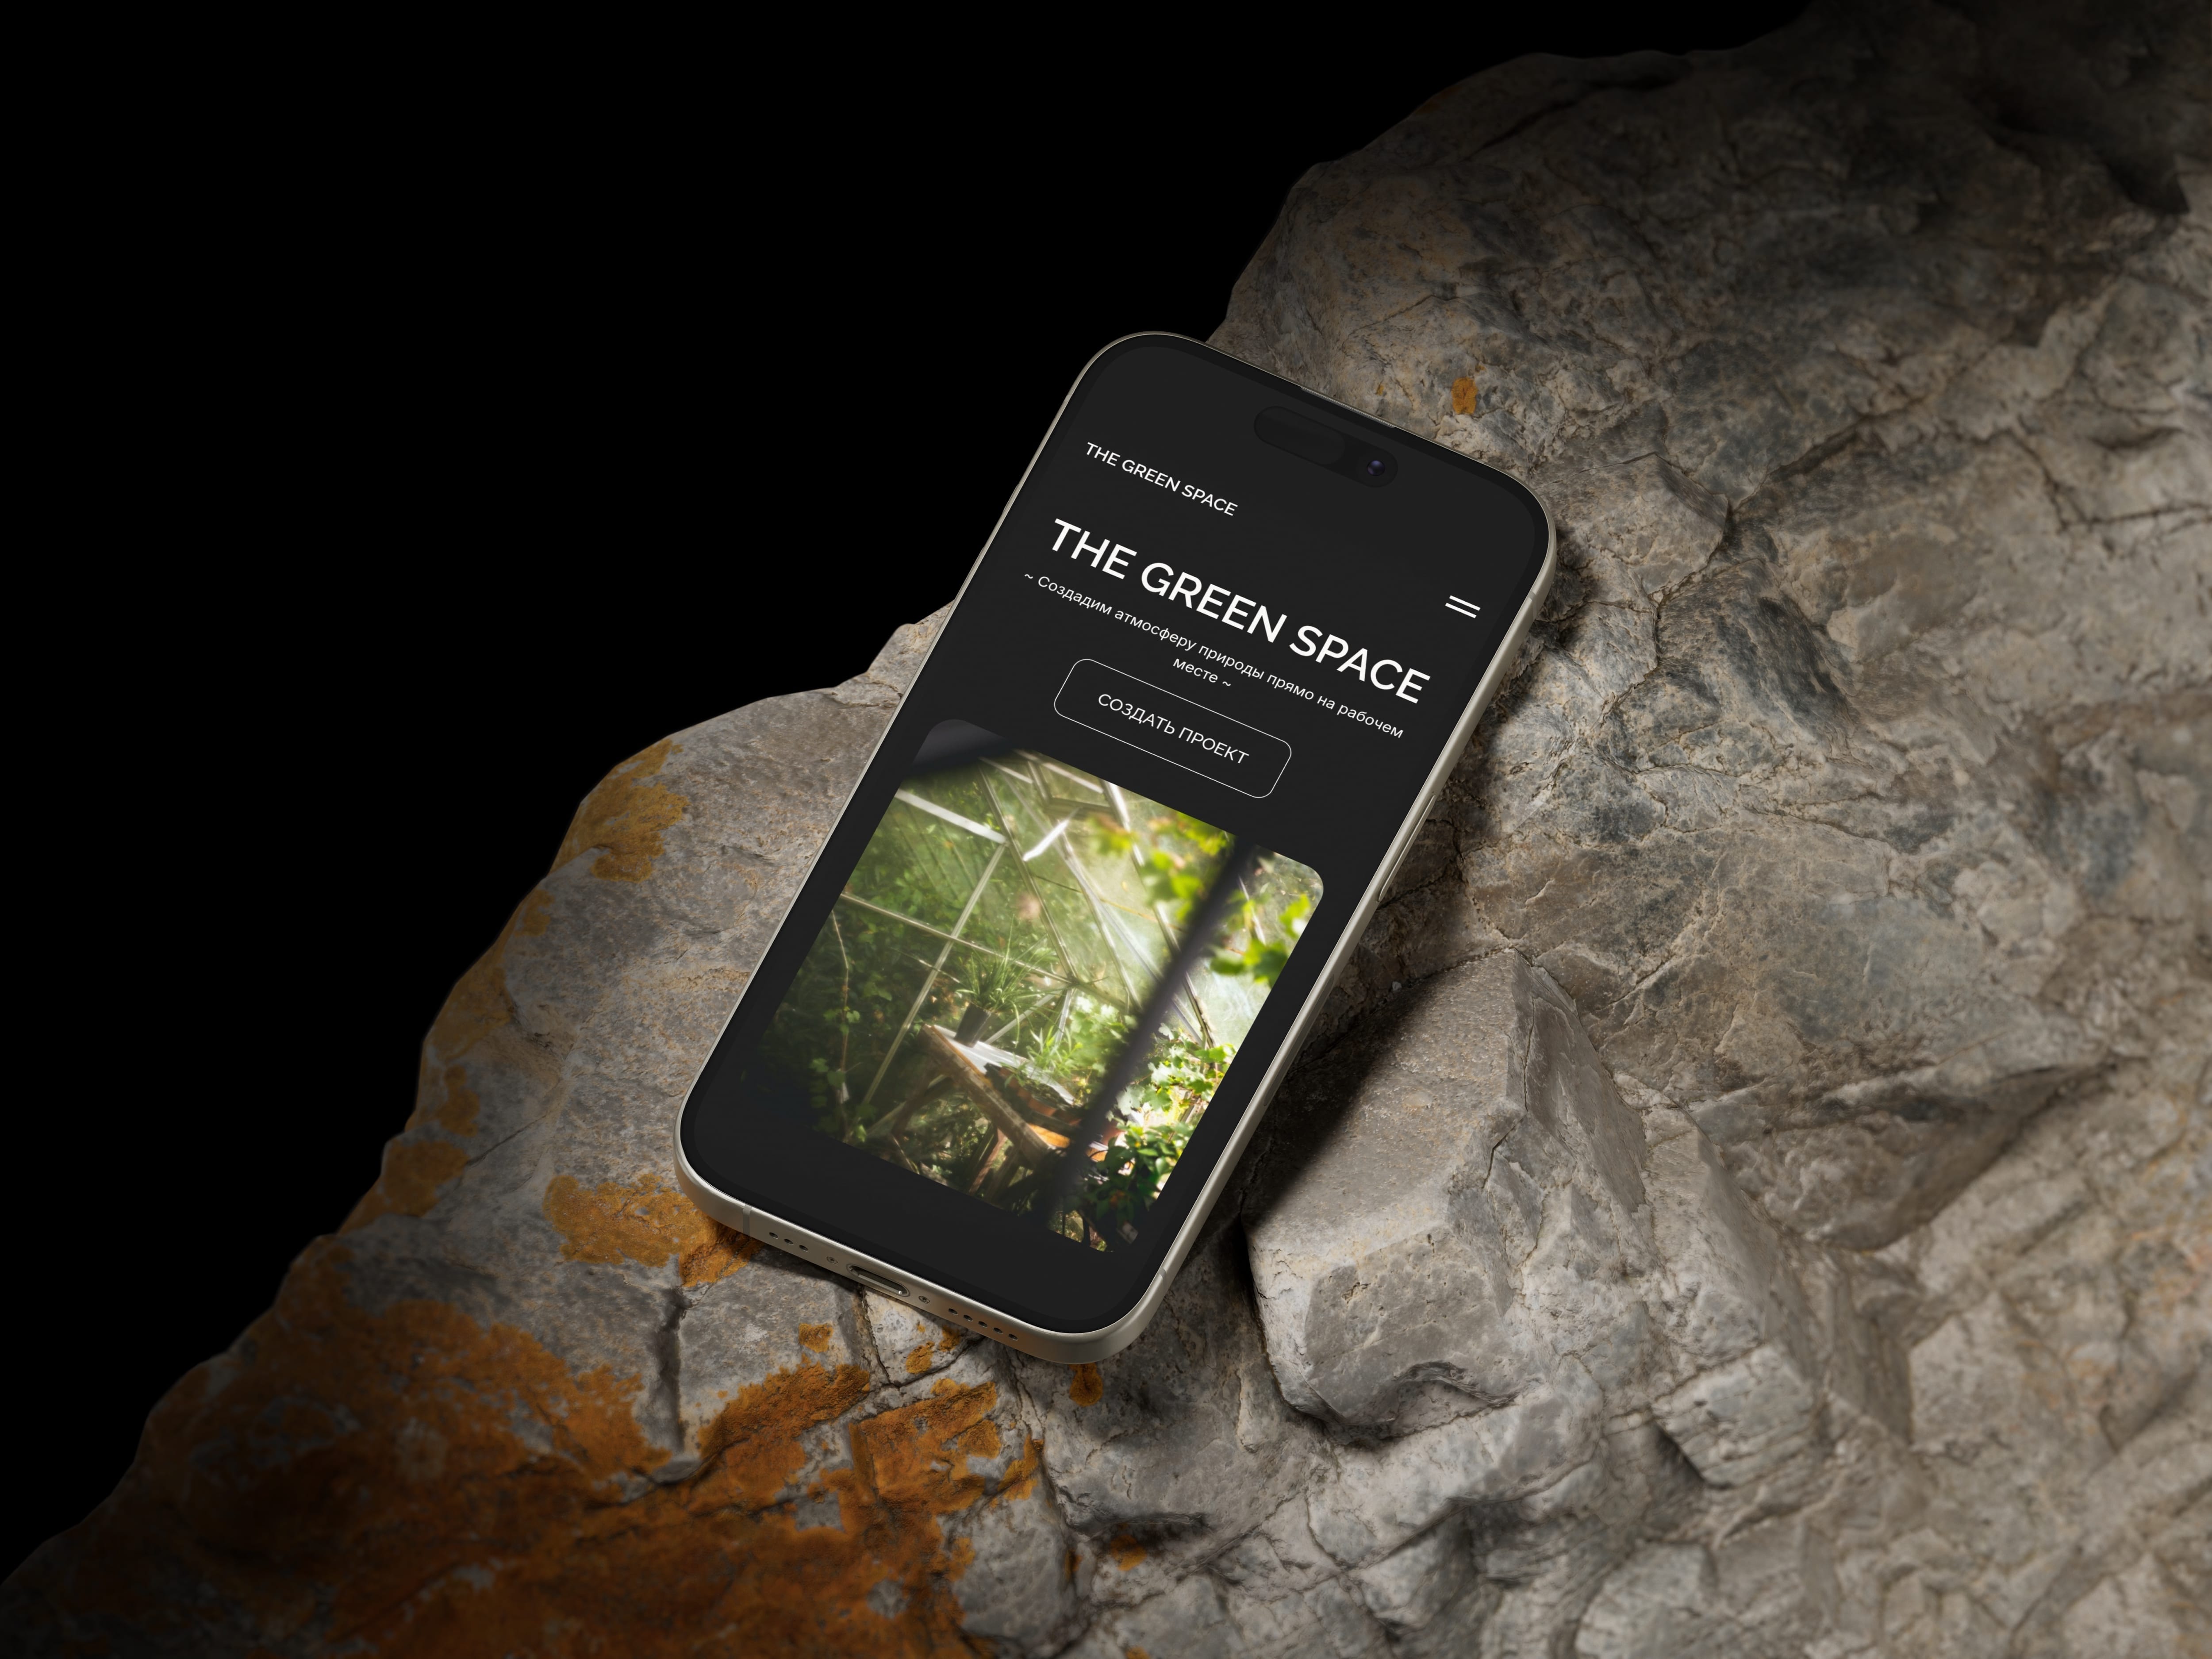 THE GREEN SPACE
THE GREEN SPACE
~ Создадим атмосферу природы прямо на рабочем
месте ~
СОЗДАТЬ ПРОЕКТ